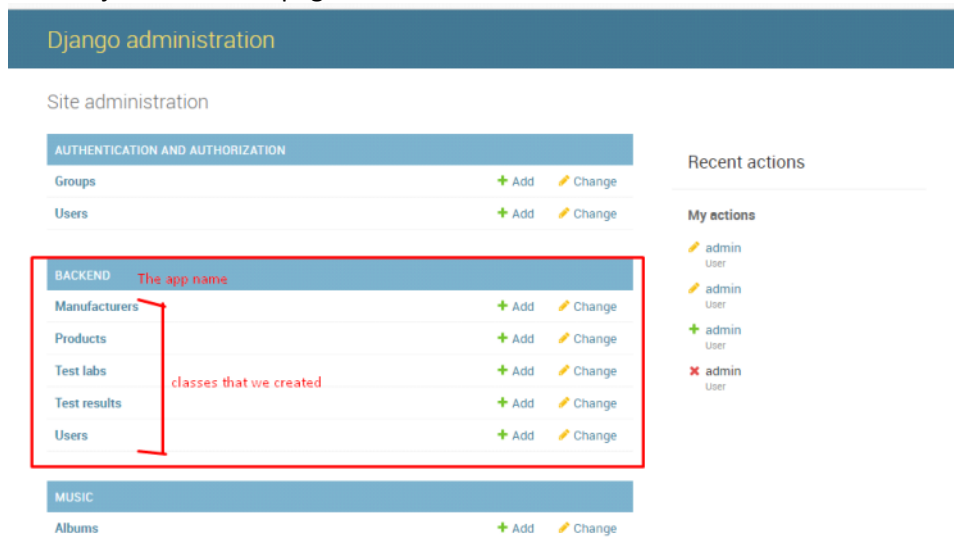 Django administration
Site administration
AUTHENTICATION AND AUTHORIZATION
Groups + Add Change
Users + Add Change
BACKEND The app name
Manufacturers + Add Change
Products + Add Change
Test labs + Add Change
classes that we created
Test results + Add Change
Users + Add Change
MUSIC
Albums + Add Change
Recent actions
My actions
admin
User
admin
User
+ admin
User
admin
User